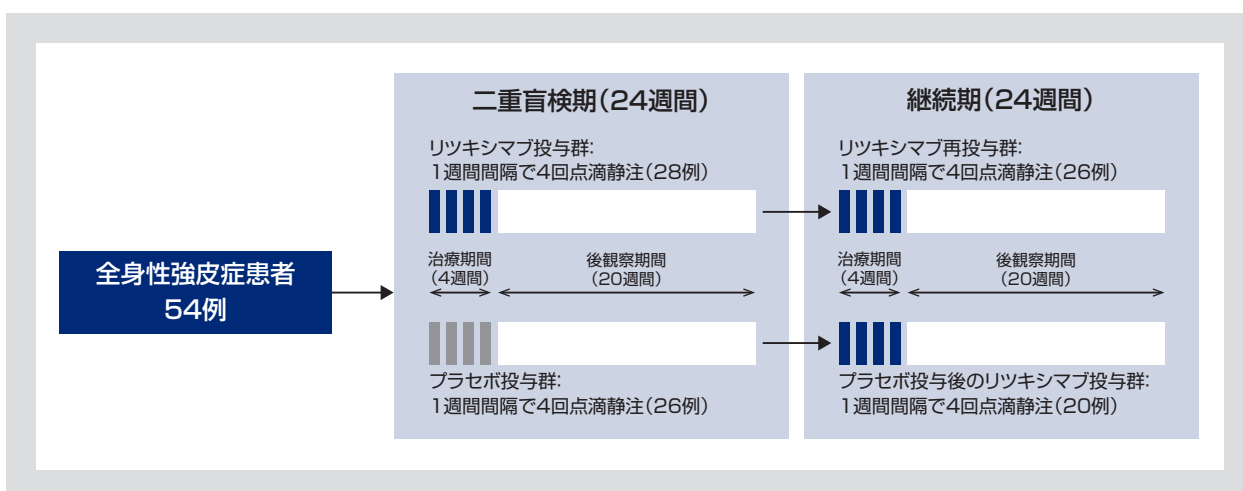 全身性強皮症患者
54例
二重盲検期（24週間）
リツキシマブ投与群：
1週間間隔で4回点滴静注（28例）
治療期間
（4週間）
後観察期間
（20週間）
プラセボ投与群：
1週間間隔で4回点滴静注（26例）
継続期（24週間）
リツキシマブ再投与群：
1週間間隔で4回点滴静注（26例）
治療期間
（4週間）
後観察期間
（20週間）
プラセボ投与後のリツキシマブ投与群：
1週間間隔で4回点滴静注（20例）